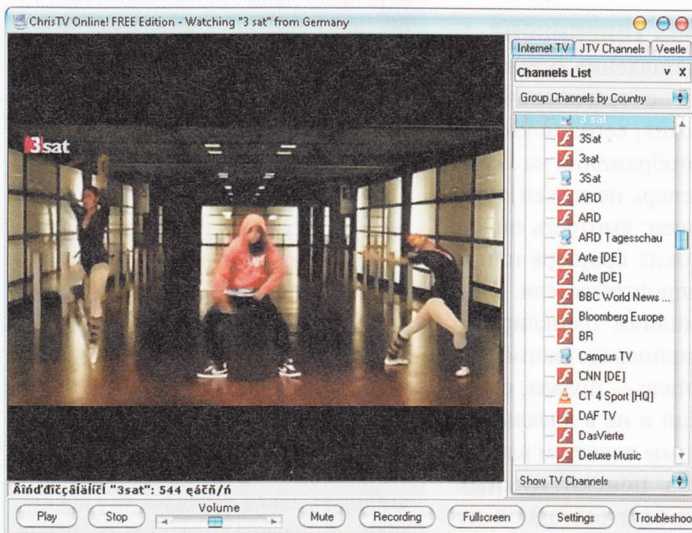 ChrisTV Online! FREE Edition - Watching "3 sat" from Germany
Internet TV JTV Channels Veetle
Channels List v X
Group Channels by Country
3sat
3 sat
3Sat
3sat
3Sat
ARD
ARD
ARD Tagesschau
Arte [DE]
Arte [DE]
BBC World News ...
Bloomberg Europe
BR
Campus TV
CNN [DE]
CT 4 Sport [HQ]
DAF TV
DasVierte
Deluxe Music
Show TV Channels
"3sat": 544
Play Stop Volume Mute Recording Fullscreen Settings Troubleshoo